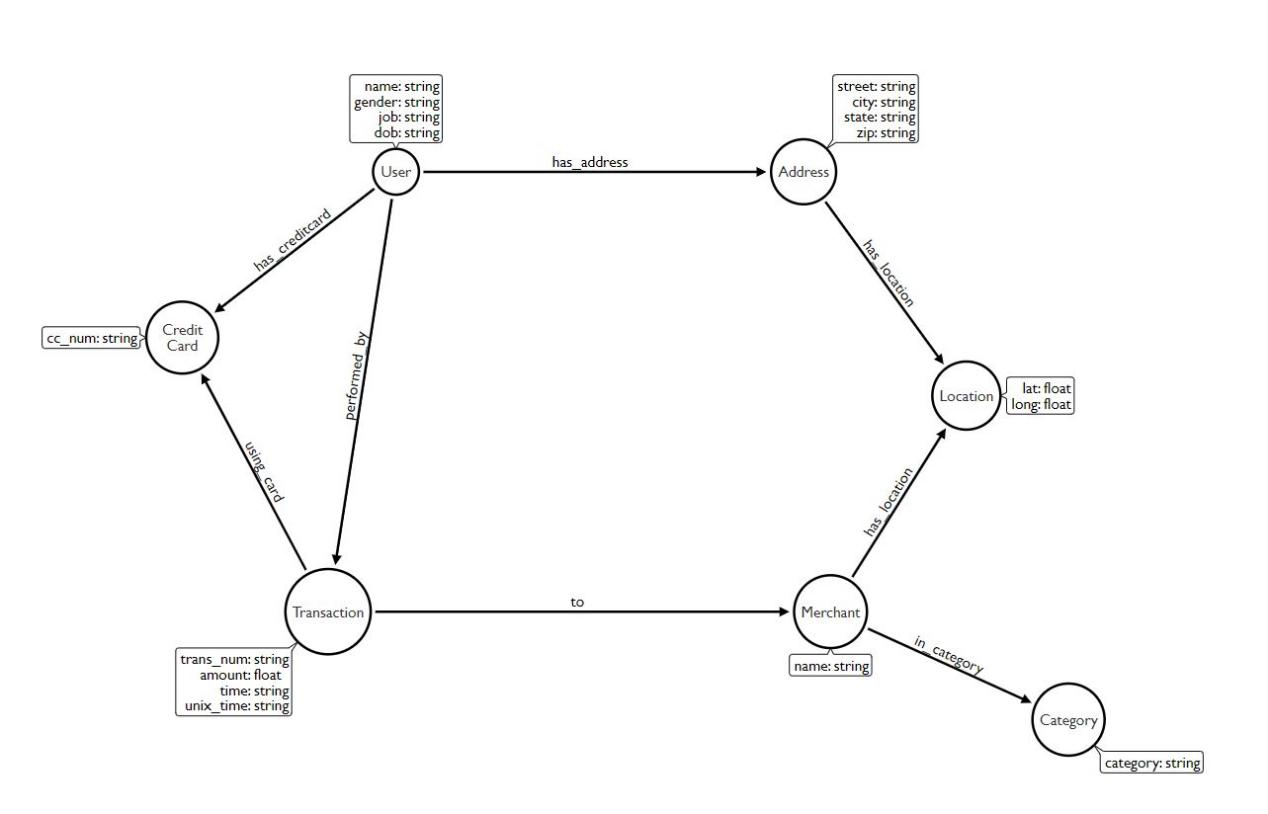 name: string
gender: string
job: string
dob: string
street: string
city: string
state: string
zip: string
User
has_address
Address
has_creditcard
has_location
performed_by
Credit
Card
cc_num: string
Location
lat: float
long: float
using_card
has_location
to
Transaction
Merchant
trans_num: string
amount: float
time: string
unix_time: string
name: string
in_category
Category
category: string